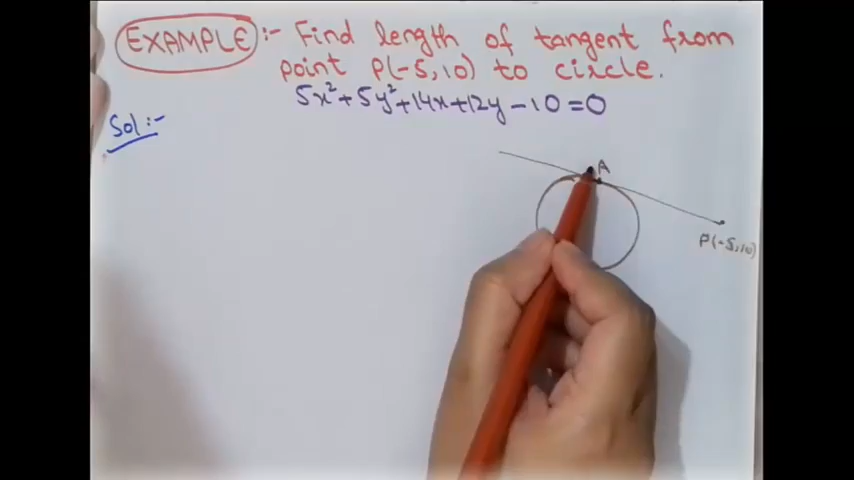 EXAMPLE :- Find length of tangent from
point P(-5,10) to circle.
5x²+5y²+14x+12y-10=0
Sol:-
A
P(-5,10)